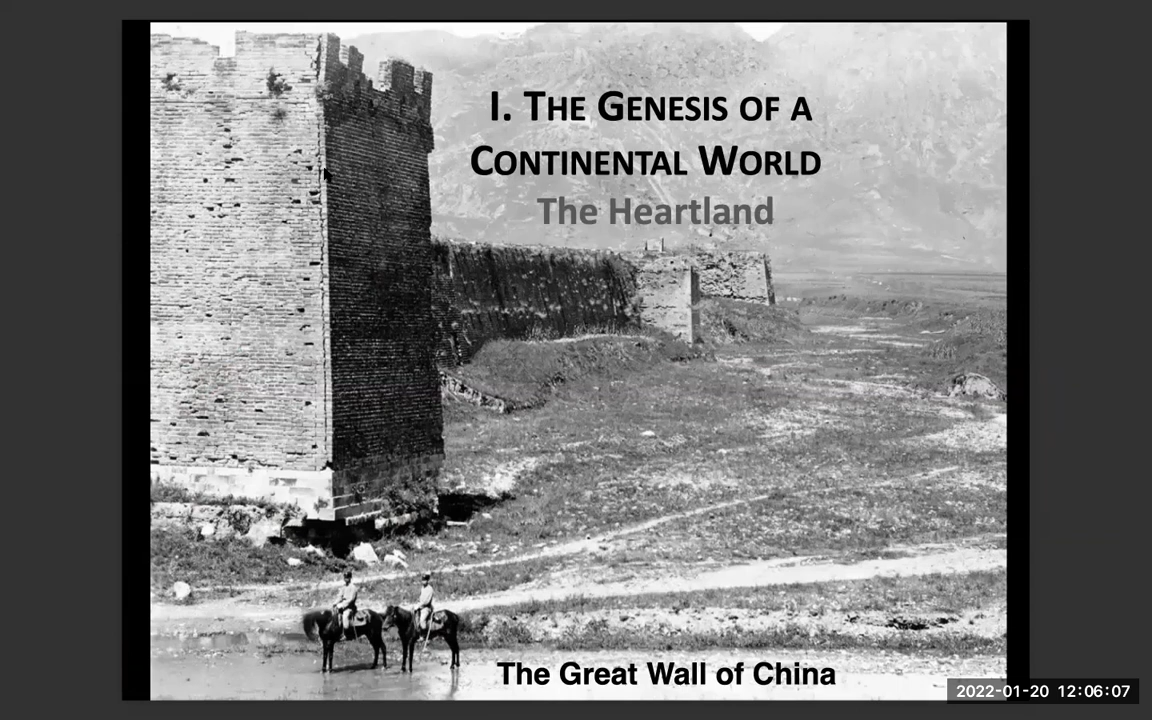 I. THE GENESIS OF A
CONTINENTAL WORLD
The Heartland
The Great Wall of China
2022-01-20 12:06:07